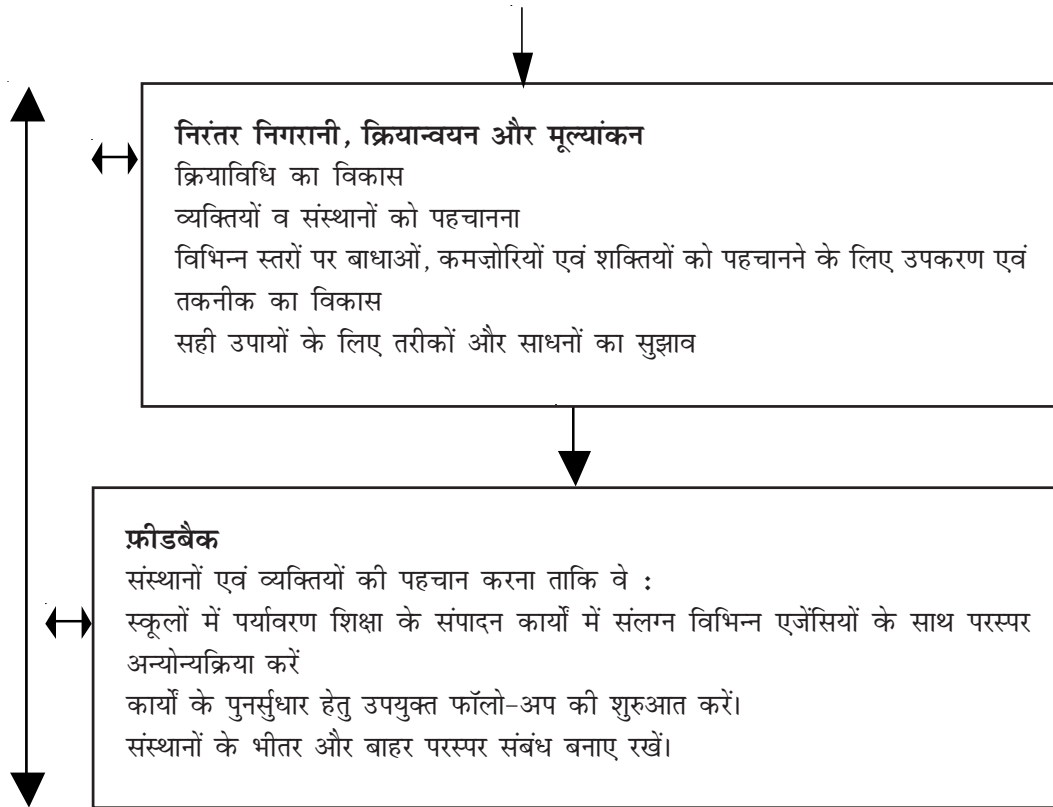 निरंतर निगरानी, क्रियान्वयन और मूल्यांकन
क्रियाविधि का विकास
व्यक्तियों व संस्थानों को पहचानना
विभिन्न स्तरों पर बाधाओं, कमज़ोरियों एवं शक्तियों को पहचानने के लिए उपकरण एवं
तकनीक का विकास
सही उपायों के लिए तरीकों और साधनों का सुझाव
फ़ीडबैक
संस्थानों एवं व्यक्तियों की पहचान करना ताकि वे :
स्कूलों में पर्यावरण शिक्षा के संपादन कार्यों में संलग्न विभिन्न एजेंसियों के साथ परस्पर
अन्योन्यक्रिया करें
कार्यों के पुनर्सुधार हेतु उपयुक्त फॉलो-अप की शुरुआत करें।
संस्थानों के भीतर और बाहर परस्पर संबंध बनाए रखें।